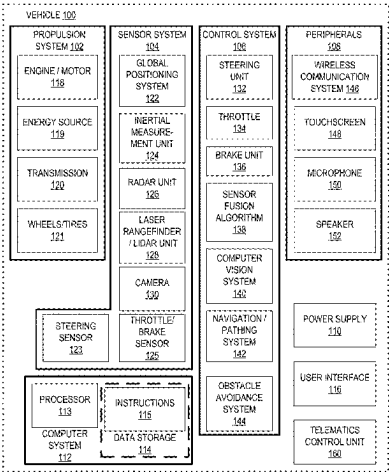 VEHICLE 100
PROPULSION
SYSTEM 102
ENGINE / MOTOR
118
ENERGY SOURCE
119
TRANSMISSION
120
WHEELS/TIRES
121
SENSOR SYSTEM
104
GLOBAL
POSITIONING
SYSTEM
122
INERTIAL
MEASURE-
MENT UNIT
124
RADAR UNIT
126
LASER
RANGEFINDER
/ LIDAR UNIT
128
CAMERA
130
STEERING
SENSOR
123
THROTTLE/
BRAKE
SENSOR
125
CONTROL SYSTEM
106
STEERING
UNIT
132
THROTTLE
134
BRAKE UNIT
136
SENSOR
FUSION
ALGORITHM
138
COMPUTER
VISION
SYSTEM
140
NAVIGATION /
PATHING
SYSTEM
142
OBSTACLE
AVOIDANCE
SYSTEM
144
PERIPHERALS
108
WIRELESS
COMMUNICATION
SYSTEM 146
TOUCHSCREEN
148
MICROPHONE
150
SPEAKER
152
PROCESSOR
113
COMPUTER
SYSTEM
112
INSTRUCTIONS
115
DATA STORAGE
114
POWER SUPPLY
110
USER INTERFACE
116
TELEMATICS
CONTROL UNIT
160